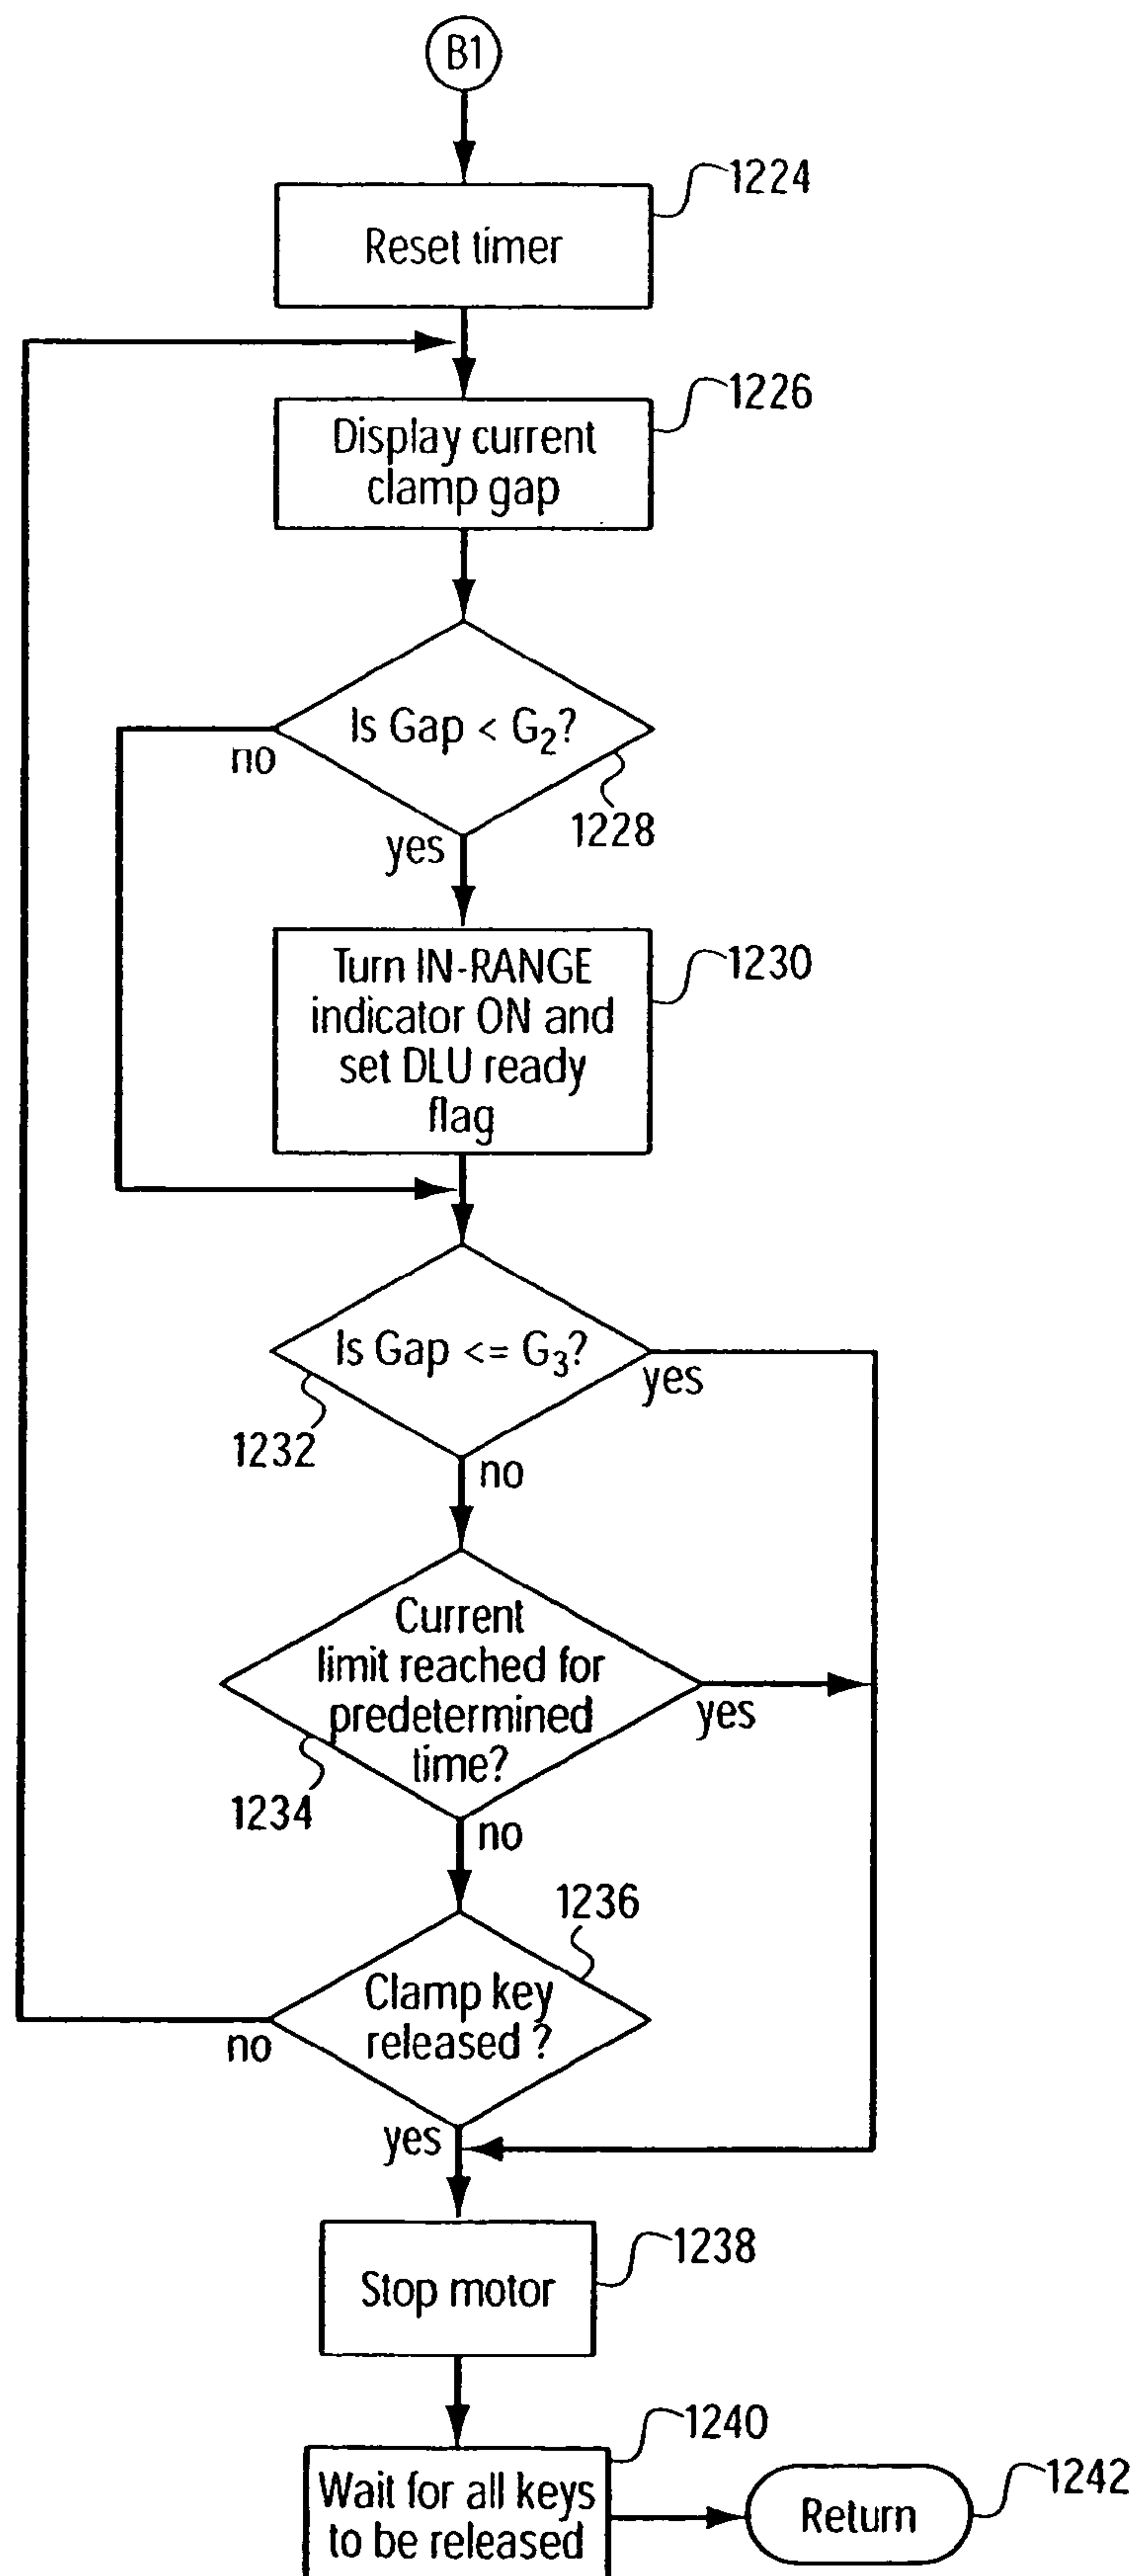 B1
1224
Reset timer
1226
Display current
clamp gap
Is Gap < G2?
no
1228
yes
Turn IN-RANGE
indicator ON and
set DLU ready
flag
1230
Is Gap <= G3?
yes
1232
no
Current
limit reached for
predetermined
time?
yes
1234
no
1236
Clamp key
released ?
no
yes
1238
Stop motor
1240
Wait for all keys
to be released
Return
1242